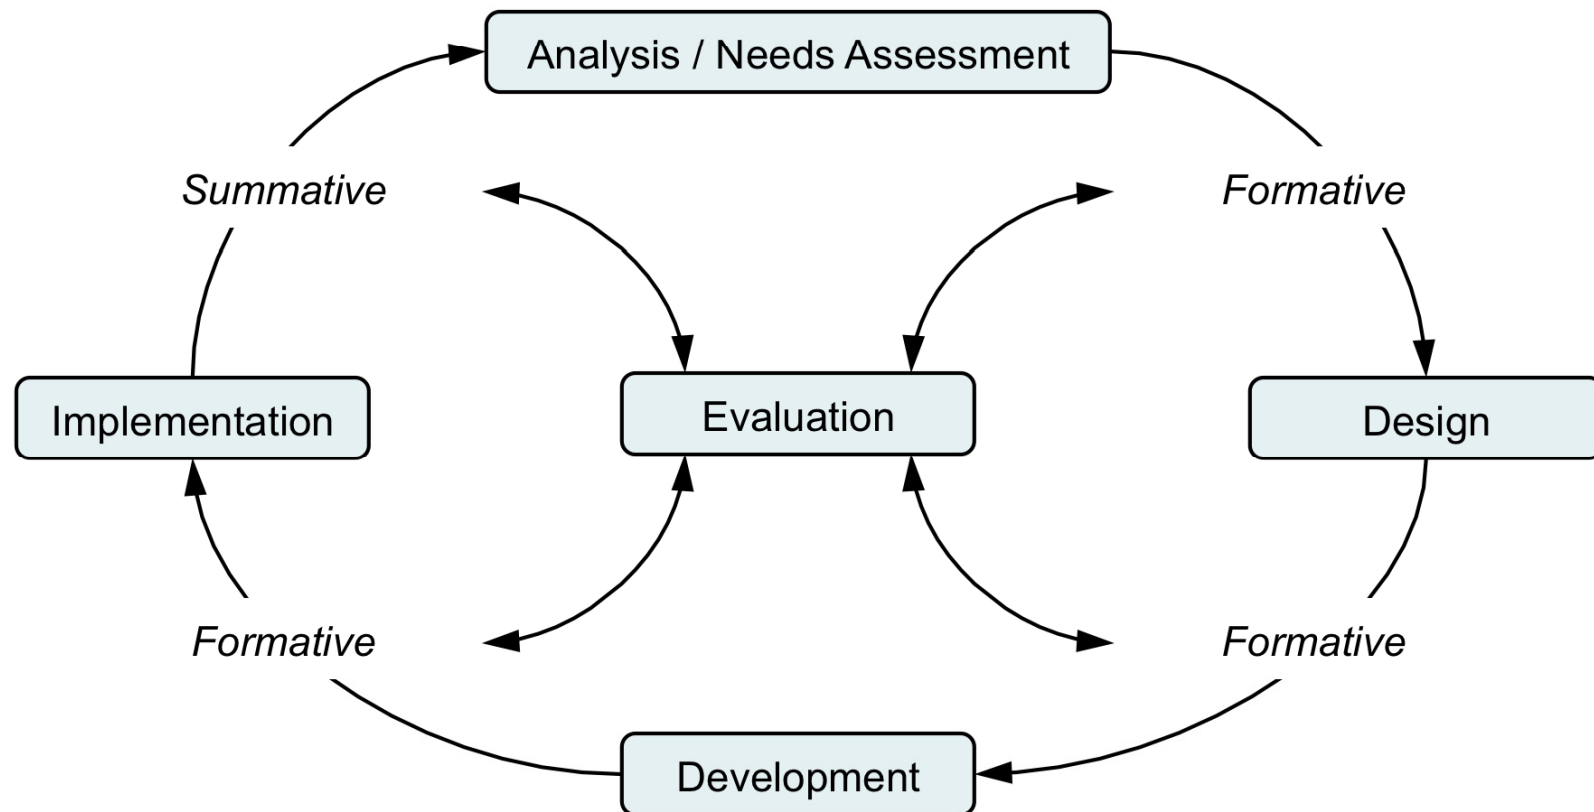 Analysis / Needs Assessment
Summative
Formative
Implementation
Evaluation
Design
Formative
Formative
Development